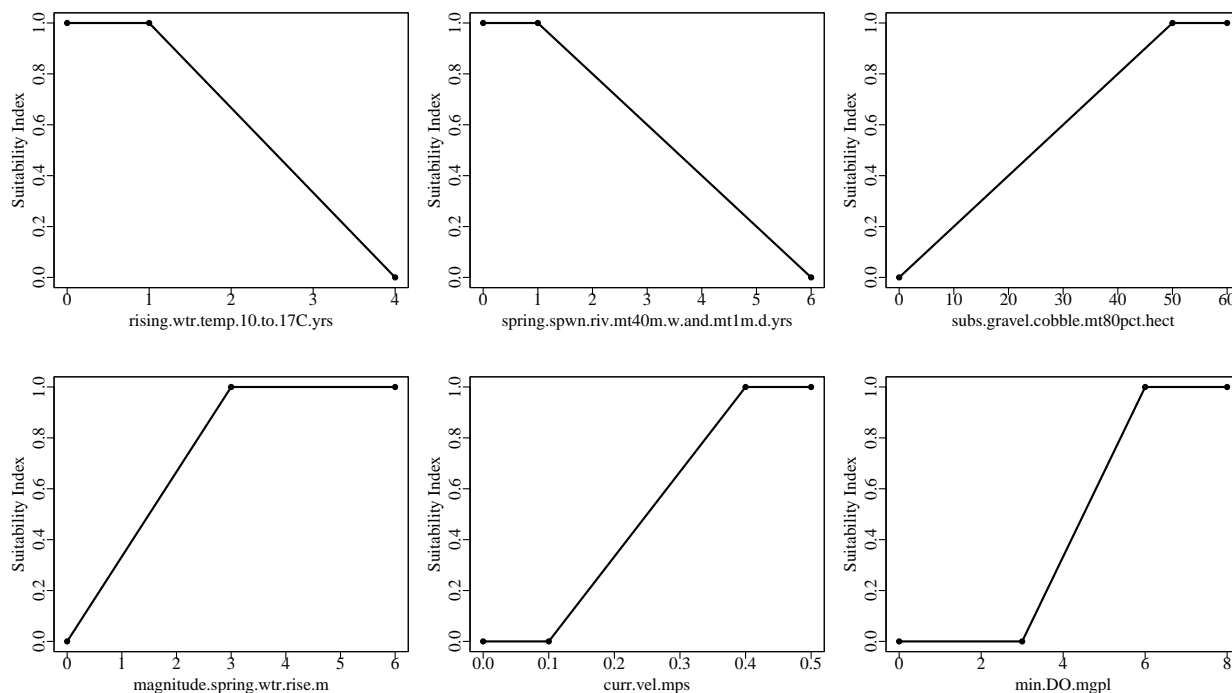 Suitability Index
0.0 0.2 0.4 0.6 0.8 1.0
0 1 2 3 4
rising.wtr.temp.10.to.17C.yrs
Suitability Index
0.0 0.2 0.4 0.6 0.8 1.0
0 1 2 3 4 5 6
spring.spwn.riv.mt40m.w.and.mt1m.d.yrs
Suitability Index
0.0 0.2 0.4 0.6 0.8 1.0
0 10 20 30 40 50 60
subs.gravel.cobble.mt80pct.hect
Suitability Index
0.0 0.2 0.4 0.6 0.8 1.0
0 1 2 3 4 5 6
magnitude.spring.wtr.rise.m
Suitability Index
0.0 0.2 0.4 0.6 0.8 1.0
0.0 0.1 0.2 0.3 0.4 0.5
curr.vel.mps
Suitability Index
0.0 0.2 0.4 0.6 0.8 1.0
0 2 4 6 8
min.DO.mgpl